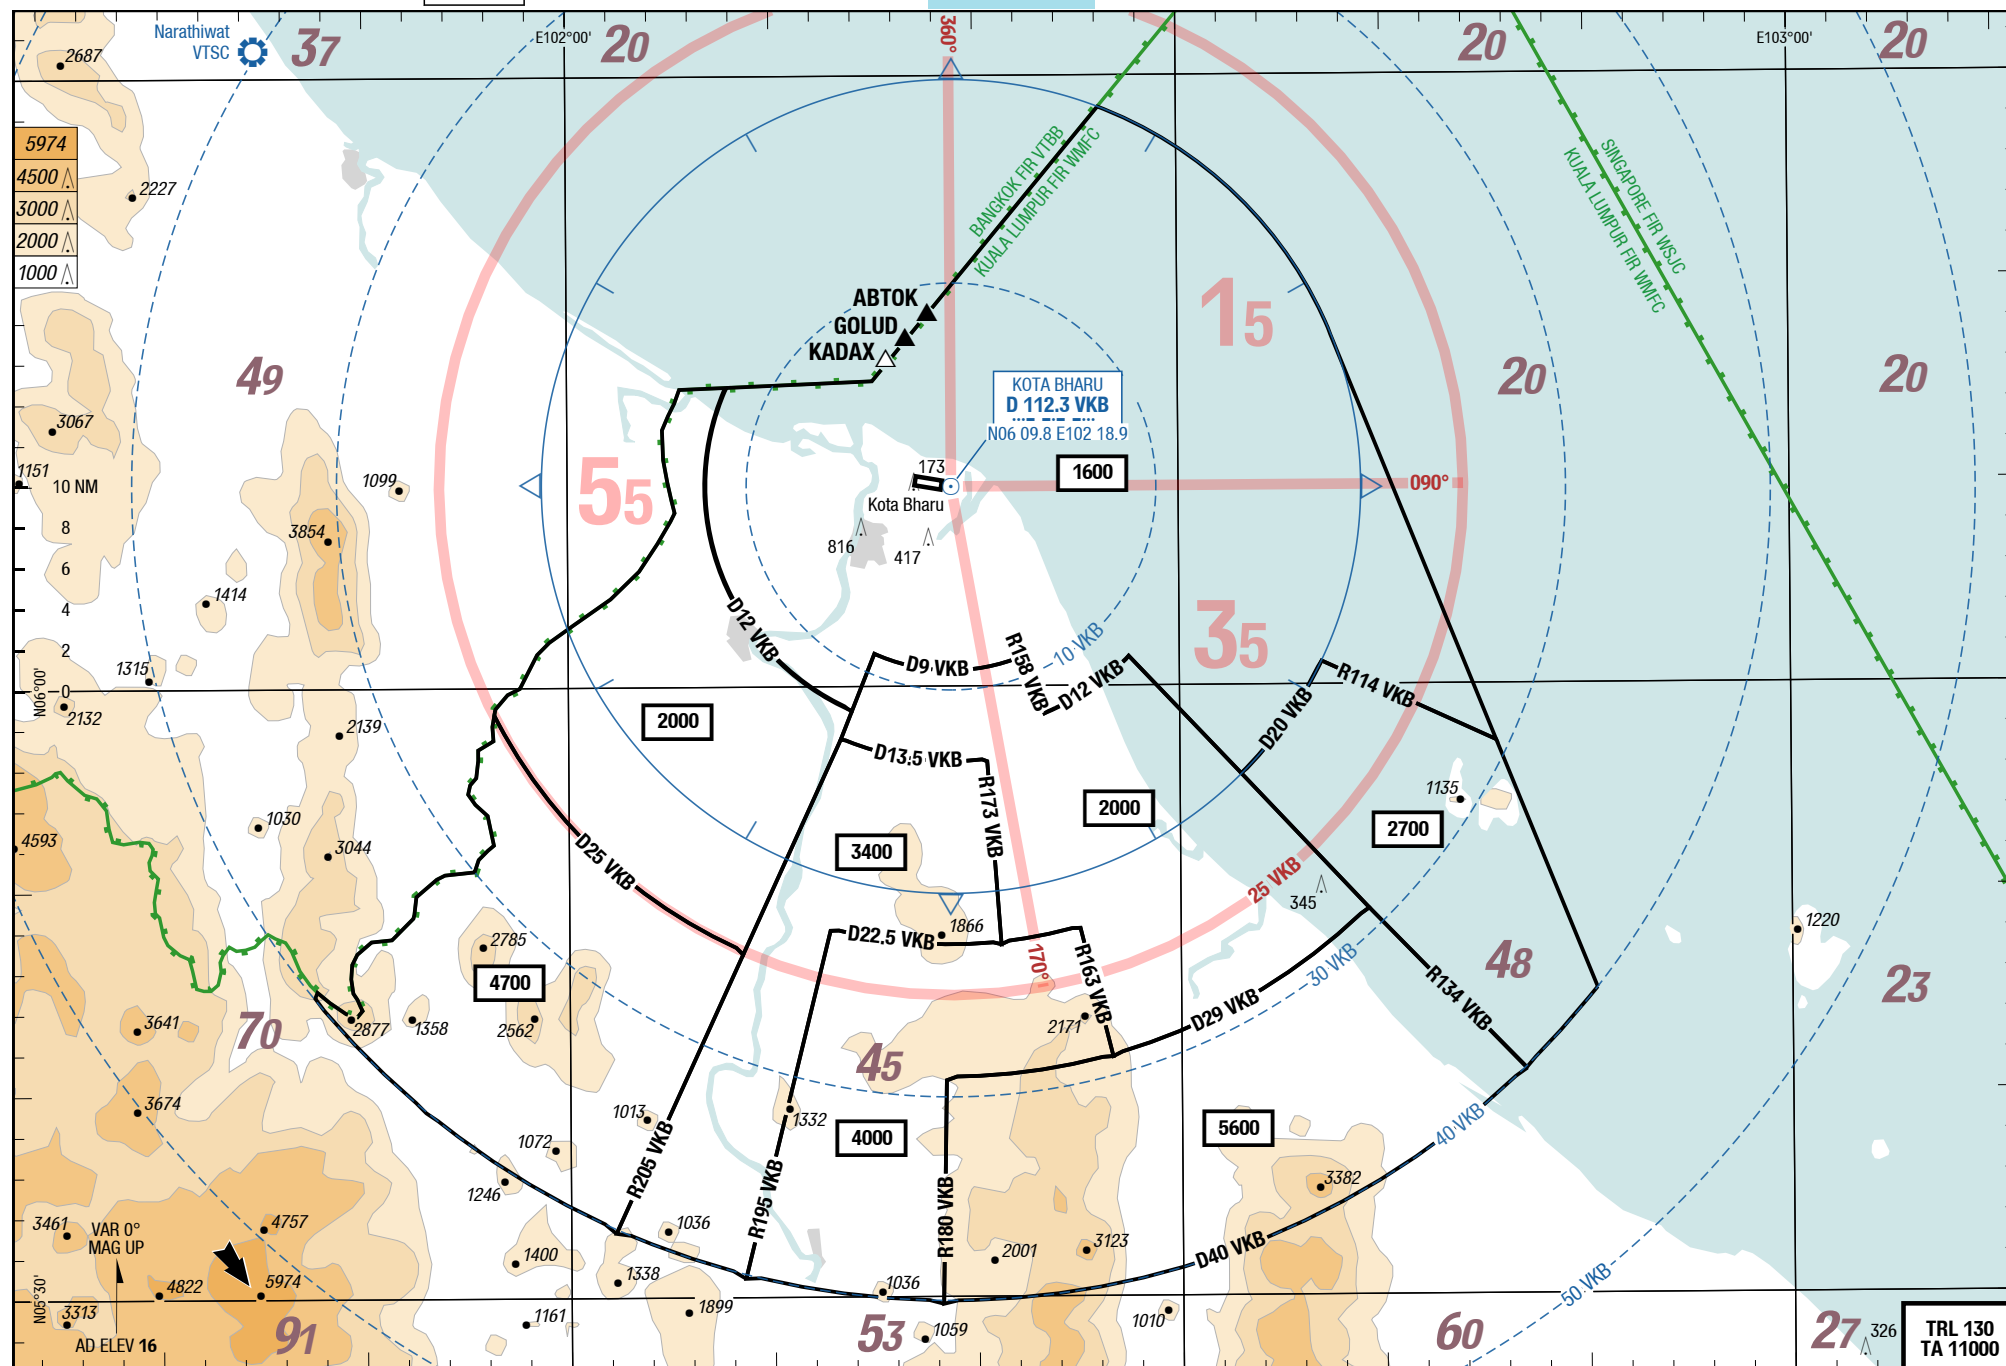 Narathiwat
VTSC
37
E102°00'
20
360°
20
E103°00'
20
2687
5974
4500
3000
2000
1000
2227
BANGKOK FIR VTBB
KUALA LUMPUR FIR WMFC
SINGAPORE FIR WSJC
KUALA LUMPUR FIR WMFC
ABTOK
GOLUD
KADAX
15
49
20
20
KOTA BHARU
D 112.3 VKB
N06 09.8 E102 18.9
3067
1151
10 NM
8
6
4
2
0
1099
55
173
1600
090°
Kota Bharu
3854
816
417
1414
D12 VKB
35
1315
N06°00'
2132
D9 VKB
R158 VKB
10 VKB
D12 VKB
R114 VKB
2139
2000
D20 VKB
D13.5 VKB
R173 VKB
1135
2000
2700
1030
4593
3044
3400
D25 VKB
25 VKB
345
1866
D22.5 VKB
1220
2785
4700
170°
R163 VKB
30 VKB
48
R134 VKB
23
3641
70
2877
1358
2562
2171
D29 VKB
45
3674
1013
1332
4000
5600
40 VKB
1072
R205 VKB
1246
R195 VKB
R180 VKB
3382
3461
VAR 0°
MAG UP
4757
1036
1400
2001
3123
D40 VKB
1338
4822
5974
1036
50 VKB
N05°30'
3313
1161
1899
1059
1010
AD ELEV 16
91
53
60
27
326
TRL 130
TA 11000